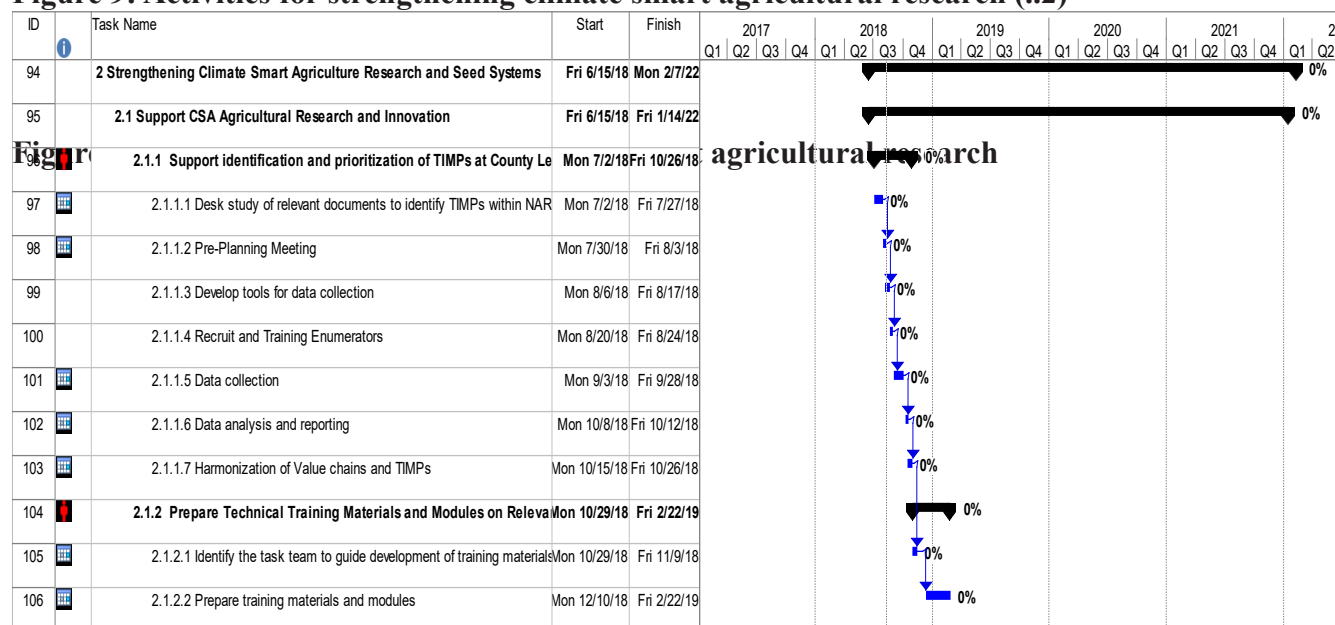 Figure 9: Activities for strengthening climate smart agricultural research (..2)
ID Task Name Start Finish 2017 2018 2019 2020 2021 2
Q1 Q2 Q3 Q4 Q1 Q2 Q3 Q4 Q1 Q2 Q3 Q4 Q1 Q2 Q3 Q4 Q1 Q2 Q3 Q4 Q1 Q2
94 2 Strengthening Climate Smart Agriculture Research and Seed Systems Fri 6/15/18 Mon 2/7/22 0%
95 2.1 Support CSA Agricultural Research and Innovation Fri 6/15/18 Fri 1/14/22 0%
96 2.1.1 Support identification and prioritization of TIMPs at County Le Mon 7/2/18 Fri 10/26/18 0%
agricultural research
97 2.1.1.1 Desk study of relevant documents to identify TIMPs within NAR Mon 7/2/18 Fri 7/27/18 0%
98 2.1.1.2 Pre-Planning Meeting Mon 7/30/18 Fri 8/3/18 0%
99 2.1.1.3 Develop tools for data collection Mon 8/6/18 Fri 8/17/18 0%
100 2.1.1.4 Recruit and Training Enumerators Mon 8/20/18 Fri 8/24/18 0%
101 2.1.1.5 Data collection Mon 9/3/18 Fri 9/28/18 0%
102 2.1.1.6 Data analysis and reporting Mon 10/8/18 Fri 10/12/18 0%
103 2.1.1.7 Harmonization of Value chains and TIMPs Mon 10/15/18 Fri 10/26/18 0%
104 2.1.2 Prepare Technical Training Materials and Modules on Releva Mon 10/29/18 Fri 2/22/19 0%
105 2.1.2.1 Identify the task team to guide development of training materials Mon 10/29/18 Fri 11/9/18 0%
106 2.1.2.2 Prepare training materials and modules Mon 12/10/18 Fri 2/22/19 0%